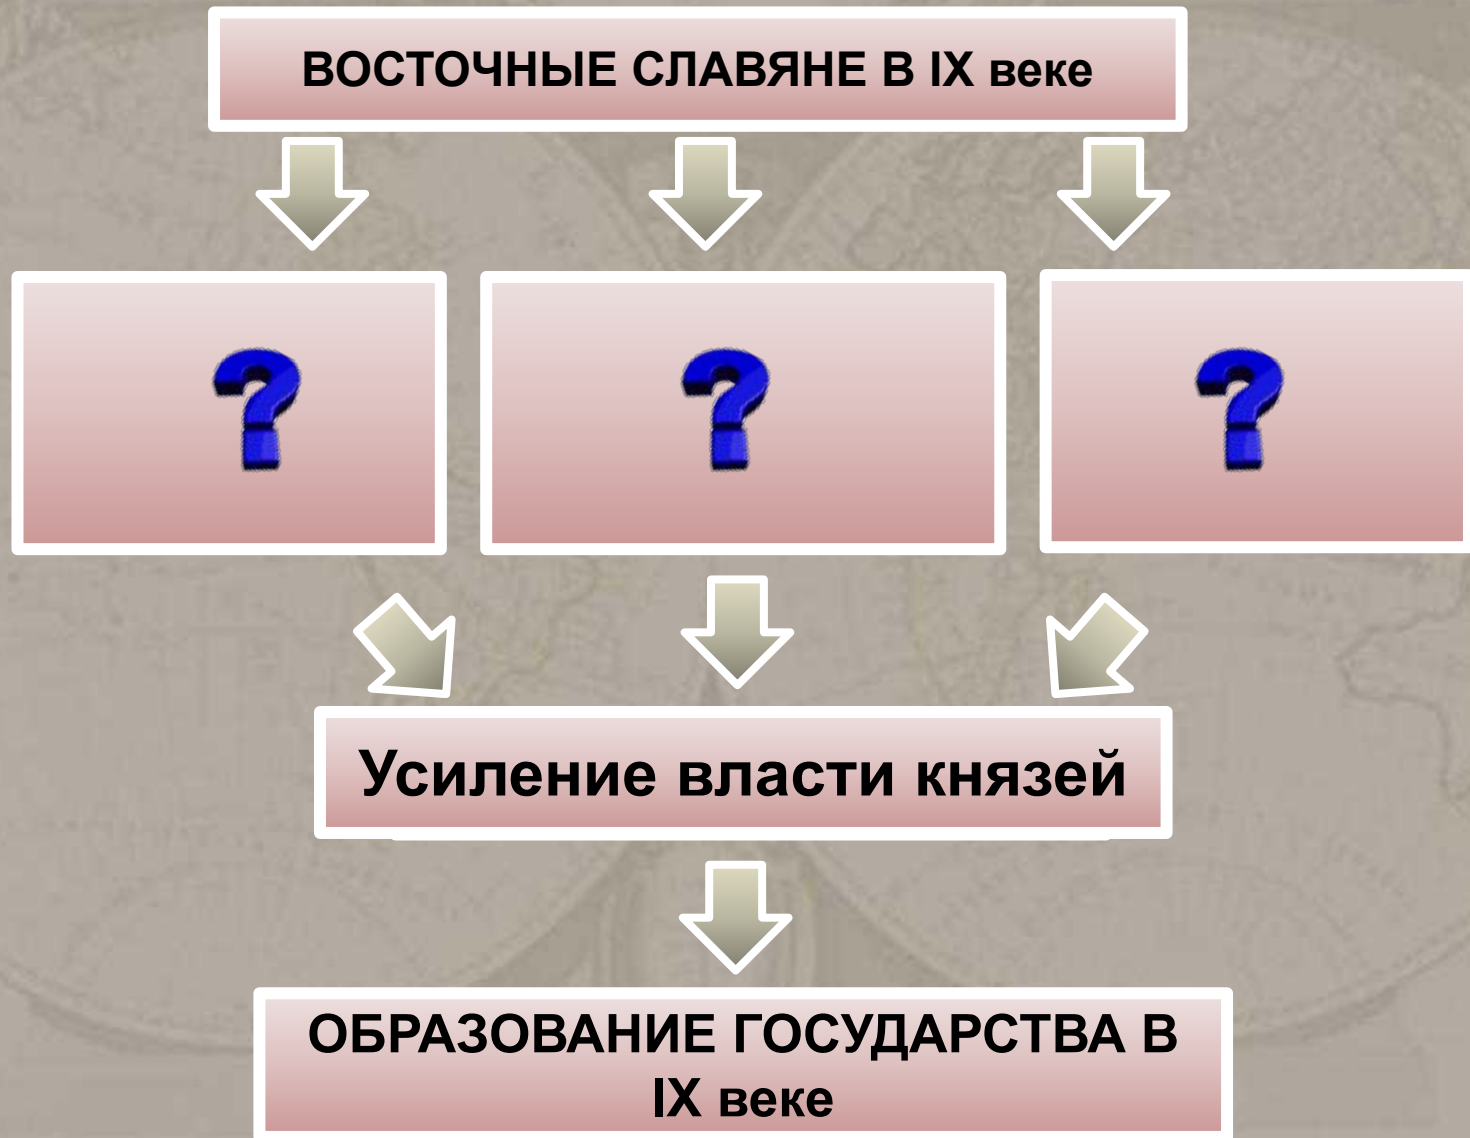 ВОСТОЧНЫЕ СЛАВЯНЕ В IX веке
? ? ?
Усиление власти князей
ОБРАЗОВАНИЕ ГОСУДАРСТВА В
IX веке